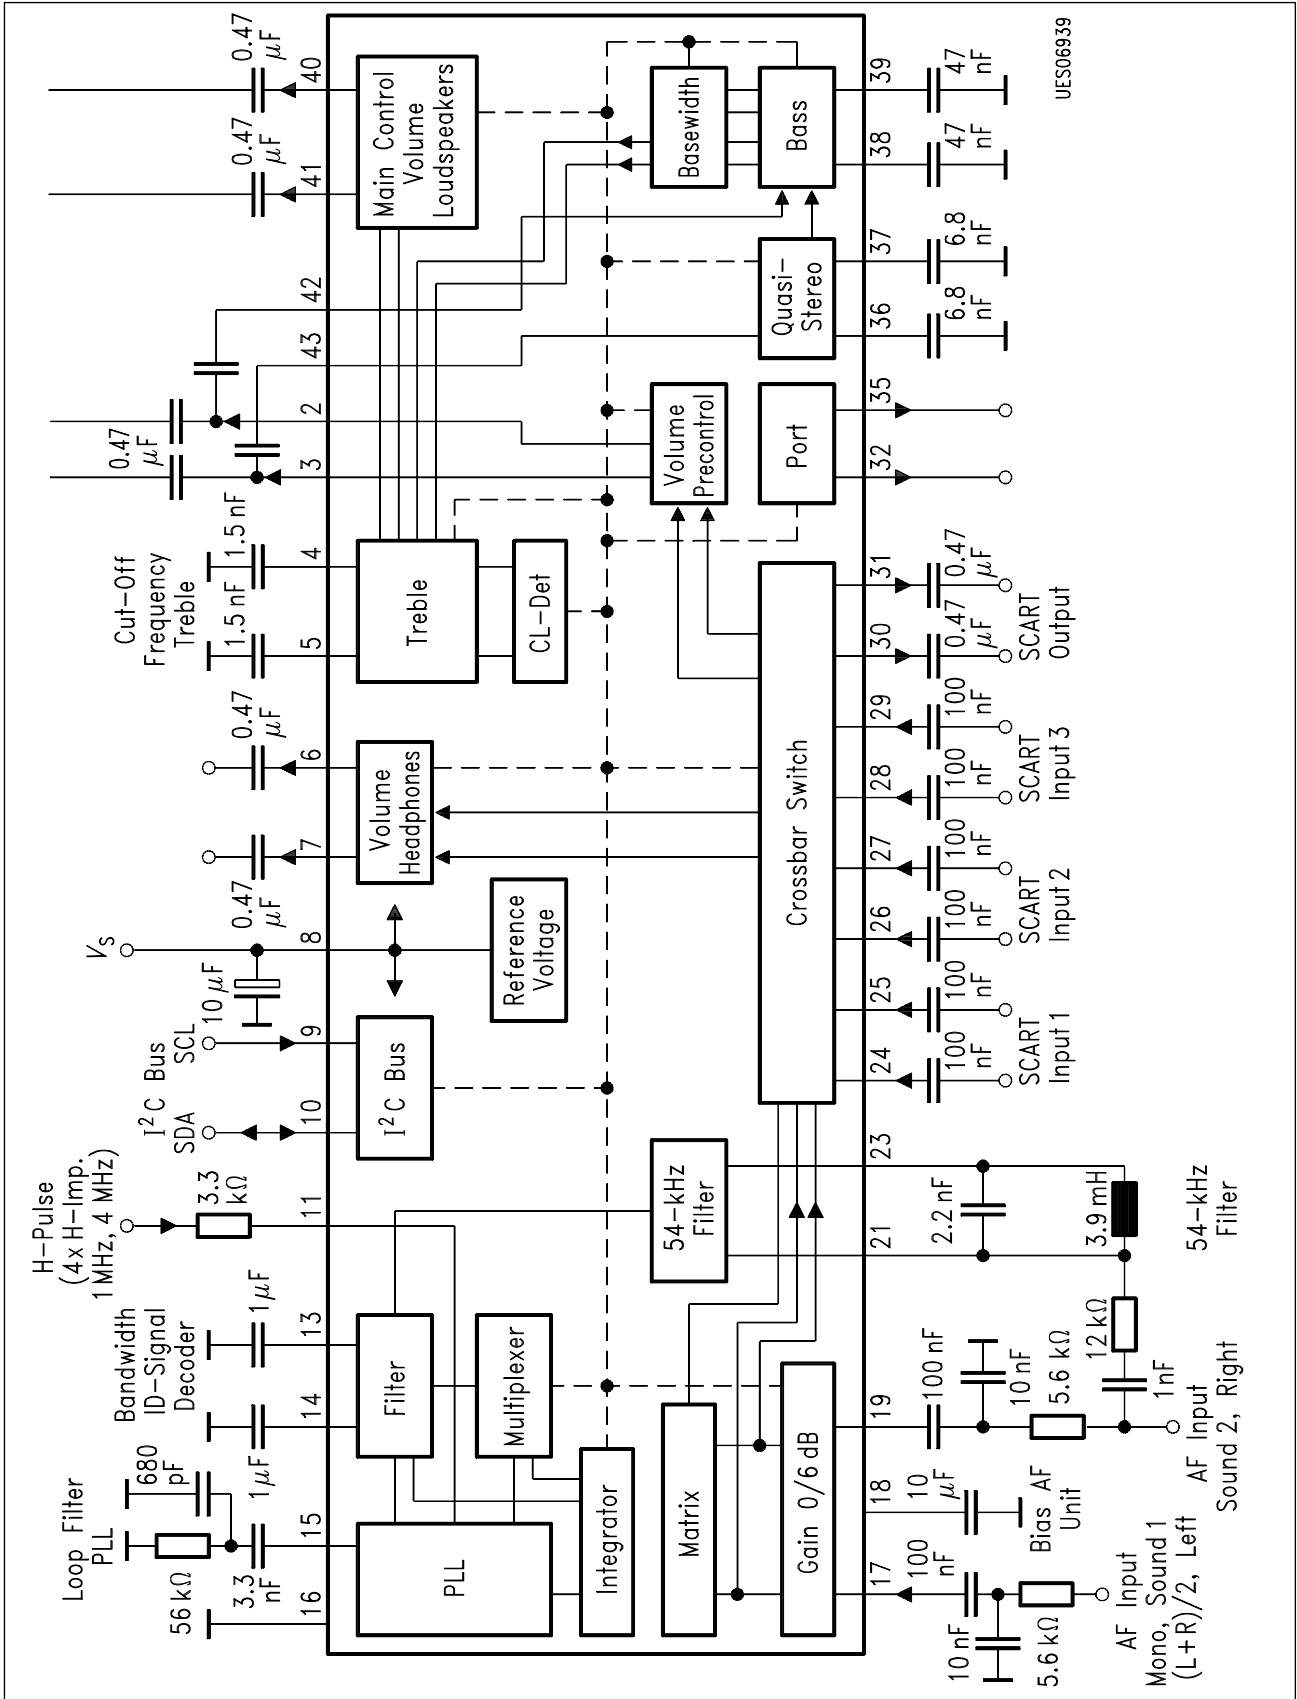 Loop Filter
PLL
680
pF
56 kΩ
3.3
nF
Bandwidth
ID–Signal
Decoder
1 μF
1 μF
H–Pulse
(4x H–Imp.
1 MHz, 4 MHz)
3.3
kΩ
I² C Bus
SDA
SCL
10 μF
V S
0.47
μF
0.47
μF
Cut–Off
Frequency
Treble
1.5 nF
1.5 nF
0.47
μF
0.47
μF
0.47
μF
16
15
14
13
11
10
9
8
7
6
5
4
3
2
43
42
41
40
PLL
Filter
Multiplexer
Integrator
I² C Bus
Reference
Voltage
Volume
Headphones
Treble
CL–Det
Main Control
Volume
Loudspeakers
Matrix
Gain 0/6 dB
54–kHz
Filter
Crossbar Switch
Volume
Precontrol
Port
Quasi–
Stereo
Basewidth
Bass
17
18
19
21
23
24
25
26
27
28
29
30
31
32
35
36
37
38
39
10 nF
5.6 kΩ
100
nF
AF Input
Mono, Sound 1
(L+R)/2, Left
10
μF
Bias AF
Unit
100 nF
10 nF
5.6 kΩ
12 kΩ
1 nF
AF Input
Sound 2, Right
2.2 nF
3.9 mH
54–kHz
Filter
100
nF
100
nF
SCART
Input 1
100
nF
100
nF
SCART
Input 2
100
nF
100
nF
SCART
Input 3
0.47
μF
0.47
μF
SCART
Output
6.8
nF
6.8
nF
47
nF
47
nF
UES06939